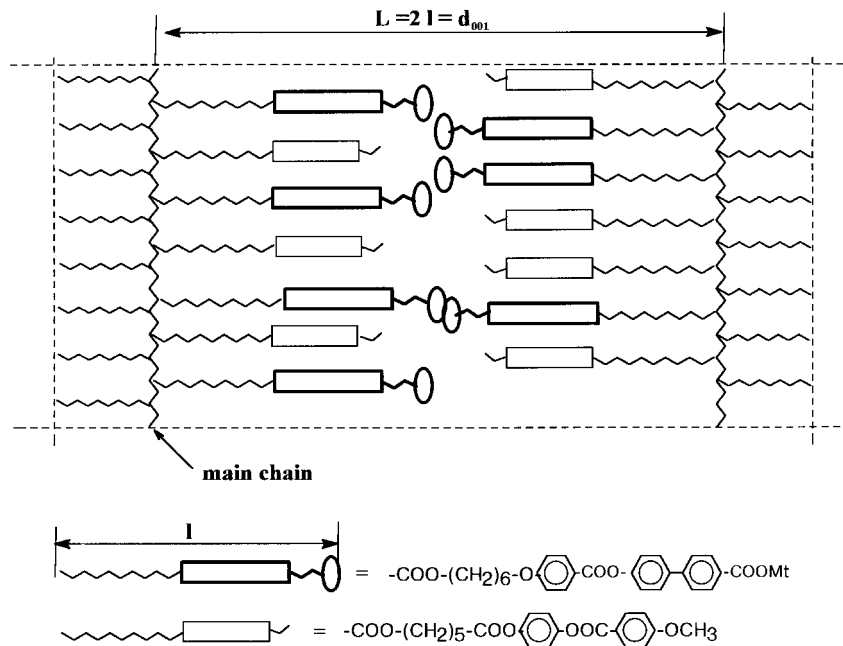 L =2 l = d001
main chain
l
= -COO-(CH2)6-O-COO-COOMt
= -COO-(CH2)5-COO-OOC-OCH3